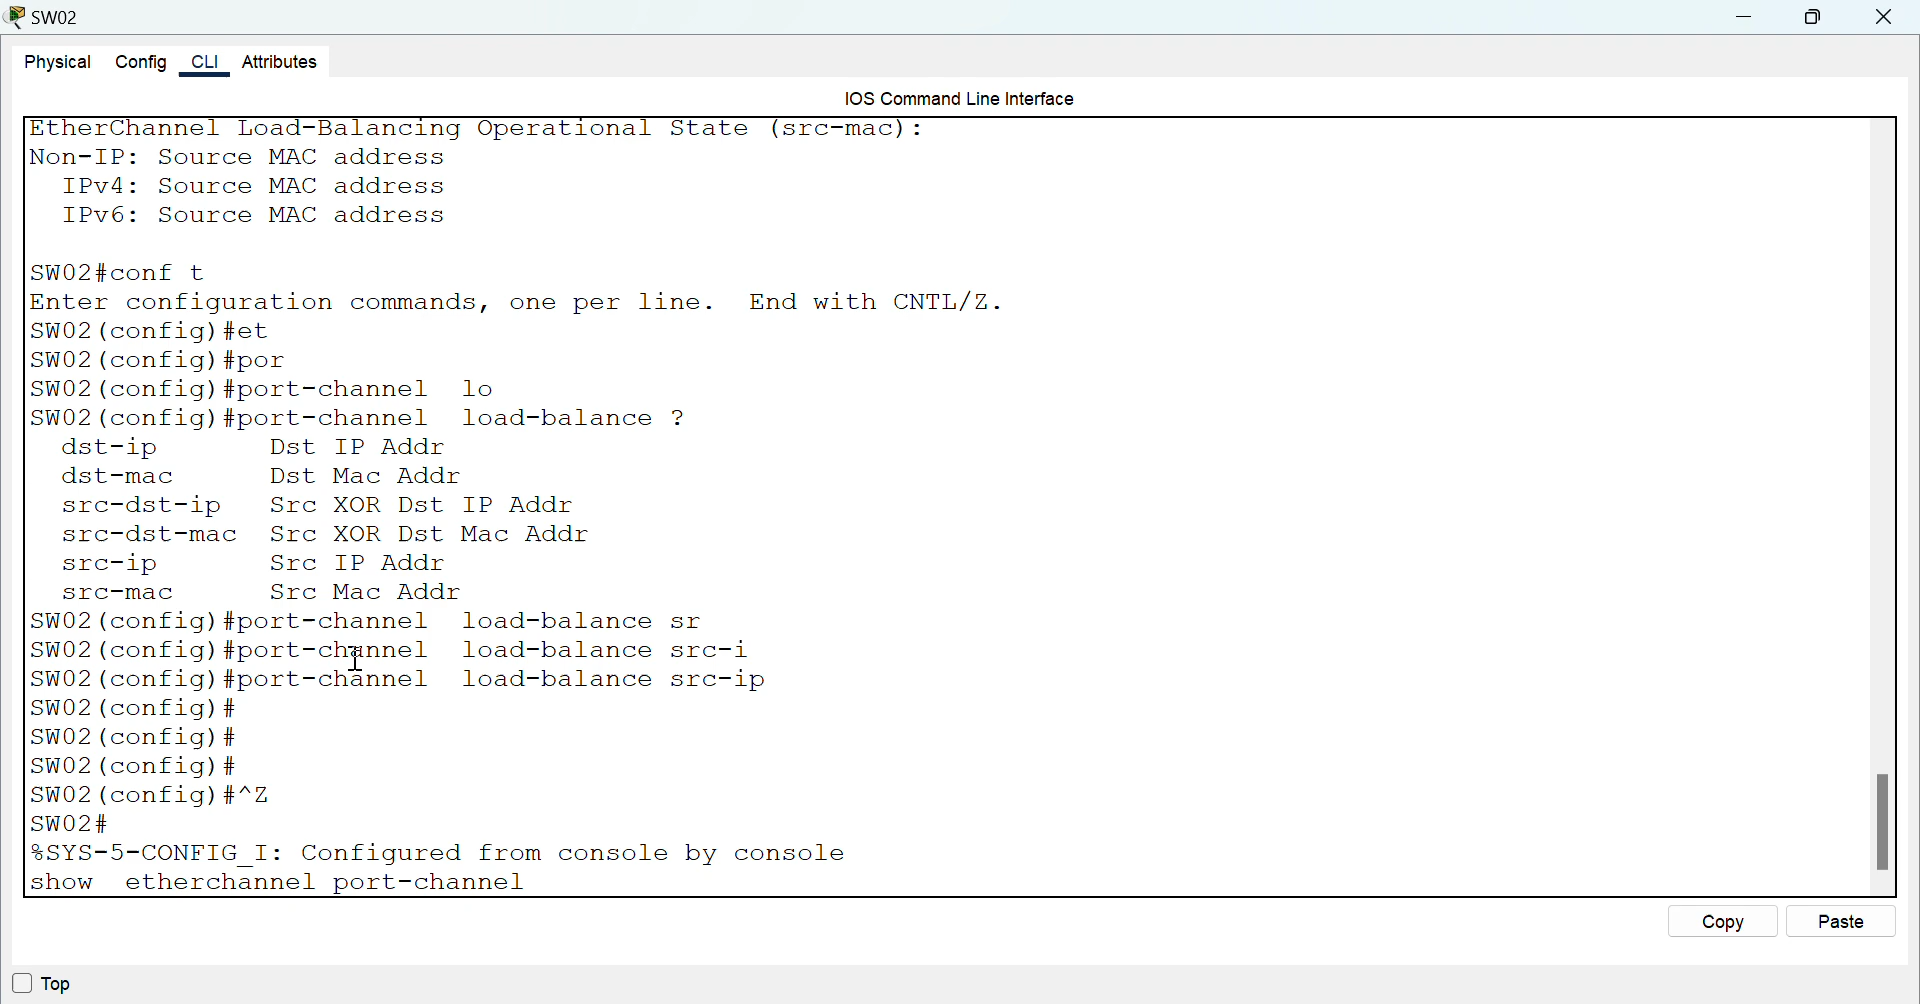 SW02
Physical Config CLI Attributes
IOS Command Line Interface
EtherChannel Load-Balancing Operational State (src-mac):
Non-IP: Source MAC address
  IPv4: Source MAC address
  IPv6: Source MAC address
SW02#conf t
Enter configuration commands, one per line.  End with CNTL/Z.
SW02(config)#et
SW02(config)#por
SW02(config)#port-channel  lo
SW02(config)#port-channel  load-balance ?
  dst-ip       Dst IP Addr
  dst-mac      Dst Mac Addr
  src-dst-ip   Src XOR Dst IP Addr
  src-dst-mac  Src XOR Dst Mac Addr
  src-ip       Src IP Addr
  src-mac      Src Mac Addr
SW02(config)#port-channel  load-balance sr
SW02(config)#port-channel  load-balance src-i
SW02(config)#port-channel  load-balance src-ip
SW02(config)#
SW02(config)#
SW02(config)#
SW02(config)#^Z
SW02#
%SYS-5-CONFIG_I: Configured from console by console
show  etherchannel port-channel
Copy Paste
Top